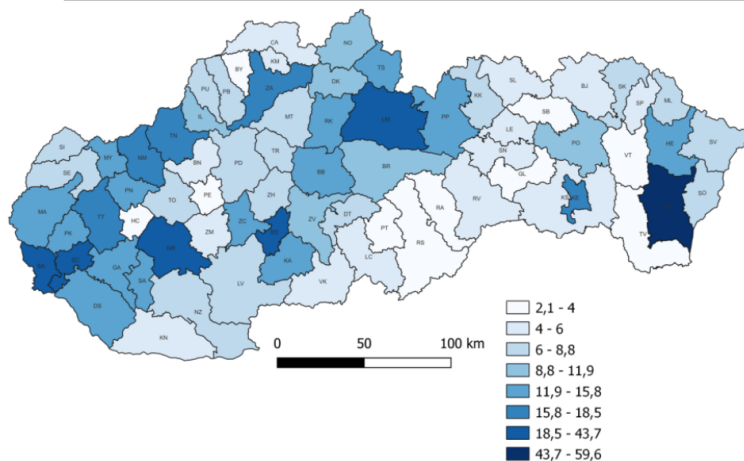 CA
NO
KM
BY
TS
ZA
PU
PB
DK
KK
SL
BJ
SK
SP
ML
IL
MT
RK
PP
SB
LE
TN
SI
MY
NM
BN
PD
TR
SN
PO
HE
SV
SE
VT
BB
BR
GL
PN
TO
PE
ZH
RV
SO
MA
TT
HC
ZM
ZC
ZV
DT
RA
PT
PK
KS
TV
GA
SA
KA
LC
RS
LV
VK
DS
NZ
KN
0 50 100 km
2,1 - 4
4 - 6
6 - 8,8
8,8 - 11,9
11,9 - 15,8
15,8 - 18,5
18,5 - 43,7
43,7 - 59,6